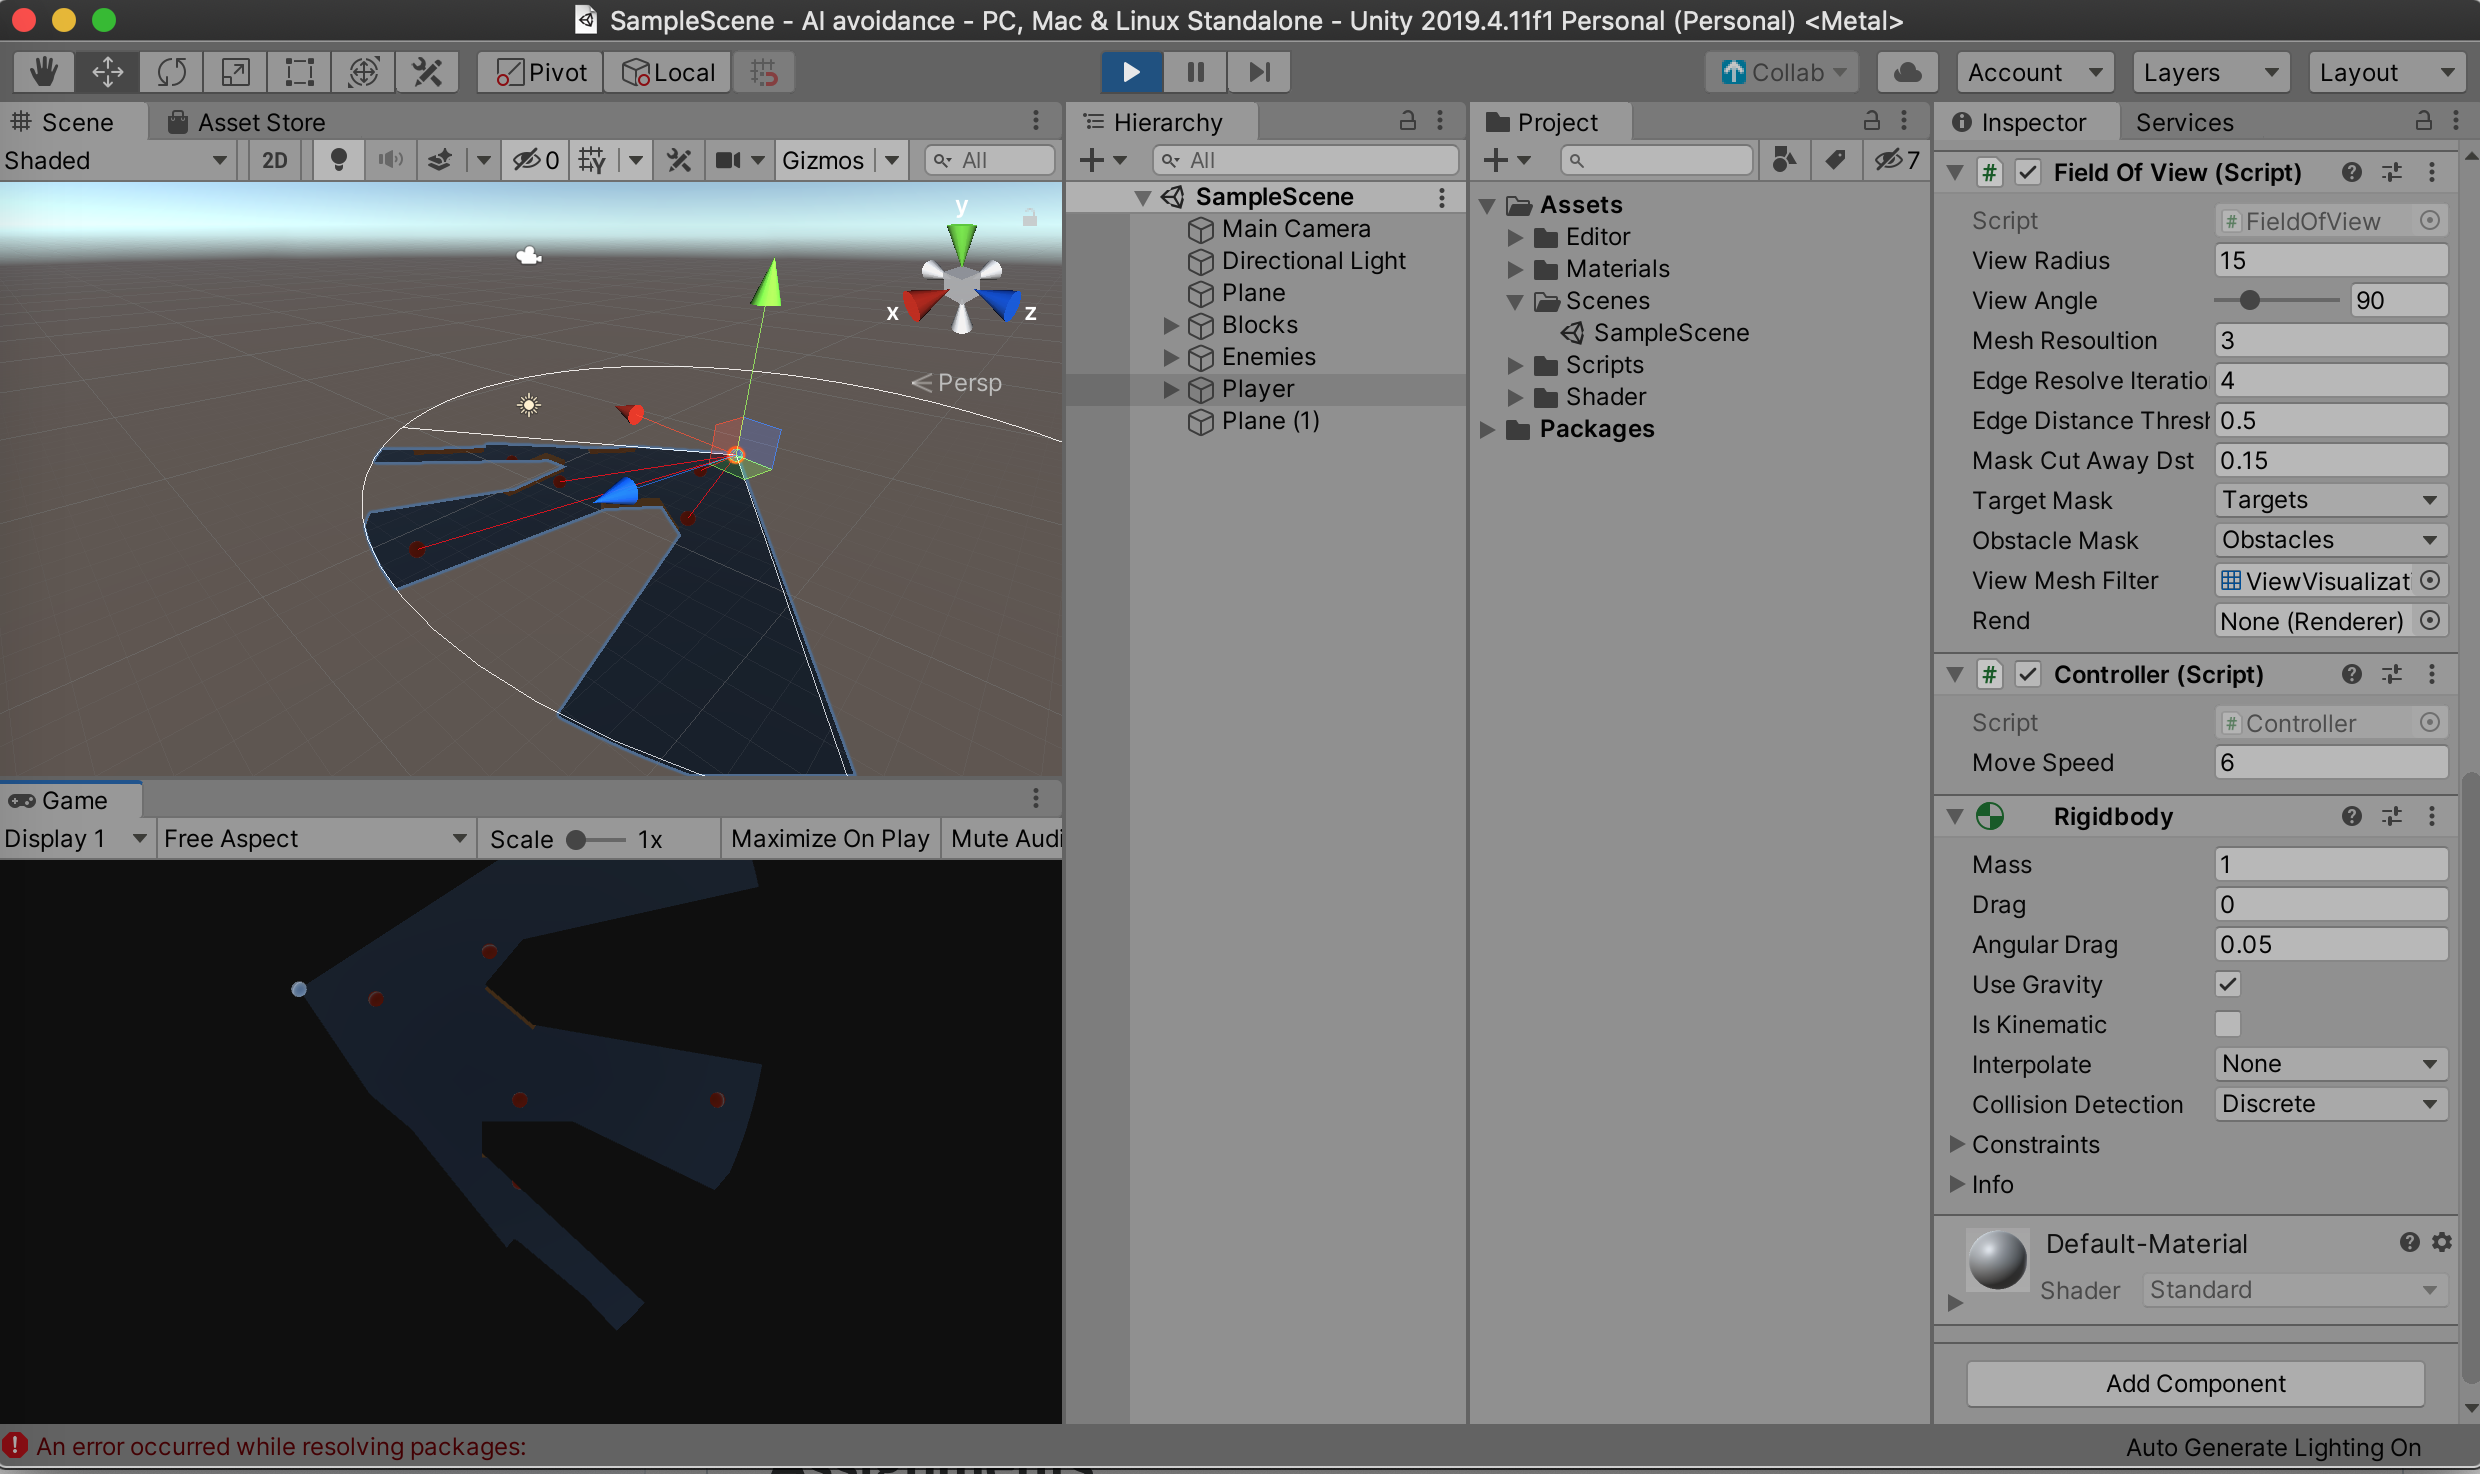 SampleScene - AI avoidance - PC, Mac & Linux Standalone - Unity 2019.4.11f1 Personal (Personal) <Metal>
Pivot Local Collab Account Layers Layout
Scene Asset Store
Shaded 2D 0 Gizmos All
y
x z
Persp
Game
Display 1 Free Aspect Scale 1x Maximize On Play Mute Audi
Hierarchy
All
SampleScene
Main Camera
Directional Light
Plane
Blocks
Enemies
Player
Plane (1)
Project
7
Assets
Editor
Materials
Scenes
SampleScene
Scripts
Shader
Packages
Inspector Services
# Field Of View (Script)
Script # FieldOfView
View Radius 15
View Angle 90
Mesh Resoultion 3
Edge Resolve Iteratio 4
Edge Distance Thresh 0.5
Mask Cut Away Dst 0.15
Target Mask Targets
Obstacle Mask Obstacles
View Mesh Filter ViewVisualizati
Rend None (Renderer)
# Controller (Script)
Script # Controller
Move Speed 6
Rigidbody
Mass 1
Drag 0
Angular Drag 0.05
Use Gravity
Is Kinematic
Interpolate None
Collision Detection Discrete
Constraints
Info
Default-Material
Shader Standard
Add Component
An error occurred while resolving packages:
Auto Generate Lighting On